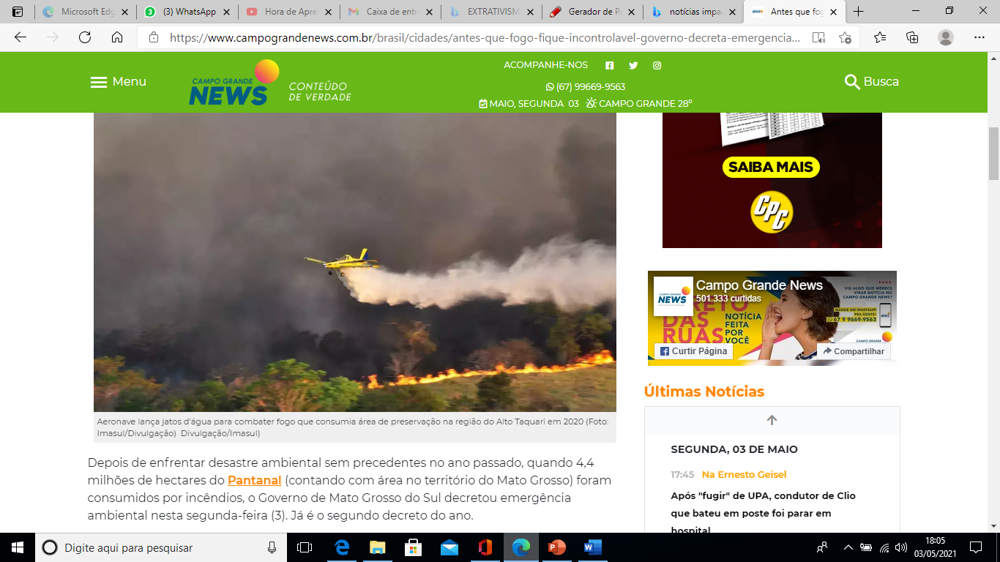 Microsoft Edg
(3) WhatsApp
Hora de Apre
Caixa de entr
EXTRATIVISM
Gerador de Pa
notícias impa
Antes que fog
https://www.campograndenews.com.br/brasil/cidades/antes-que-fogo-fique-incontrolavel-governo-decreta-emergencia...
Menu
CAMPO GRANDE
NEWS
CONTEÚDO
DE VERDADE
ACOMPANHE-NOS
(67) 99669-9563
MAIO, SEGUNDA 03 CAMPO GRANDE 28º
Busca
SAIBA MAIS
CPC
Aeronave lança jatos d'água para combater fogo que consumia área de preservação na região do Alto Taquari em 2020 (Foto:
Imasul/Divulgação) Divulgação/Imasul)
Depois de enfrentar desastre ambiental sem precedentes no ano passado, quando 4,4
milhões de hectares do Pantanal (contando com área no território do Mato Grosso) foram
consumidos por incêndios, o Governo de Mato Grosso do Sul decretou emergência
ambiental nesta segunda-feira (3). Já é o segundo decreto do ano.
CAMPO GRANDE
NEWS
Campo Grande News
501.333 curtidas
DAS
RUAS
NOTÍCIA
FEITA
POR
VOCÊ
VIU ALGO QUE MERECE
VIRAR NOTÍCIA NO
CAMPO GRANDE NEWS?
MANDE UM WHATSAPP
PRA GENTE!
67 9 9669-9563
CAMPO GRANDE
NEWS
Curtir Página
Compartilhar
Últimas Notícias
SEGUNDA, 03 DE MAIO
17:45 Na Ernesto Geisel
Após "fugir" de UPA, condutor de Clio
que bateu em poste foi parar em
hospital
Digite aqui para pesquisar
18:05
03/05/2021